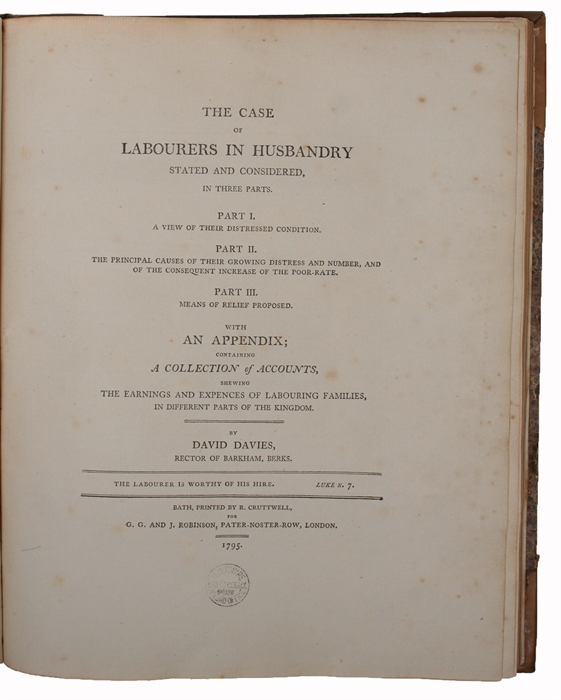 THE CASE
OF
LABOURERS IN HUSBANDRY
STATED AND CONSIDERED,
IN THREE PARTS.
PART I.
A VIEW OF THEIR DISTRESSED CONDITION.
PART II.
THE PRINCIPAL CAUSES OF THEIR GROWING DISTRESS AND NUMBER, AND
OF THE CONSEQUENT INCREASE OF THE POOR-RATE.
PART III.
MEANS OF RELIEF PROPOSED.
WITH
AN APPENDIX;
CONTAINING
A COLLECTION of ACCOUNTS,
SHEWING
THE EARNINGS AND EXPENCES OF LABOURING FAMILIES,
IN DIFFERENT PARTS OF THE KINGDOM.
BY
DAVID DAVIES,
RECTOR OF BARKHAM, BERKS.
THE LABOURER IS WORTHY OF HIS HIRE. LUKE x. 7.
BATH, PRINTED BY R. CRUTTWELL,
FOR
G. G. AND J. ROBINSON, PATER-NOSTER-ROW, LONDON.
1795.